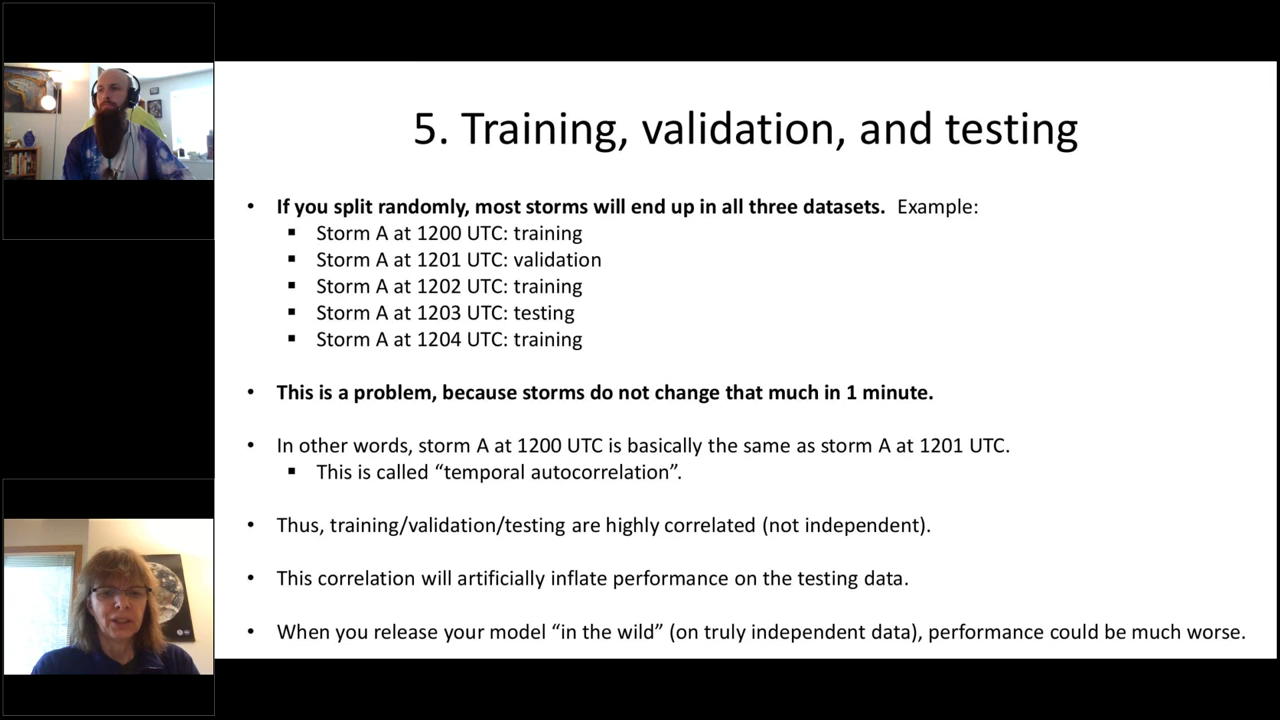 5. Training, validation, and testing
• If you split randomly, most storms will end up in all three datasets. Example:
▪ Storm A at 1200 UTC: training
▪ Storm A at 1201 UTC: validation
▪ Storm A at 1202 UTC: training
▪ Storm A at 1203 UTC: testing
▪ Storm A at 1204 UTC: training
• This is a problem, because storms do not change that much in 1 minute.
• In other words, storm A at 1200 UTC is basically the same as storm A at 1201 UTC.
▪ This is called “temporal autocorrelation”.
• Thus, training/validation/testing are highly correlated (not independent).
• This correlation will artificially inflate performance on the testing data.
• When you release your model “in the wild” (on truly independent data), performance could be much worse.